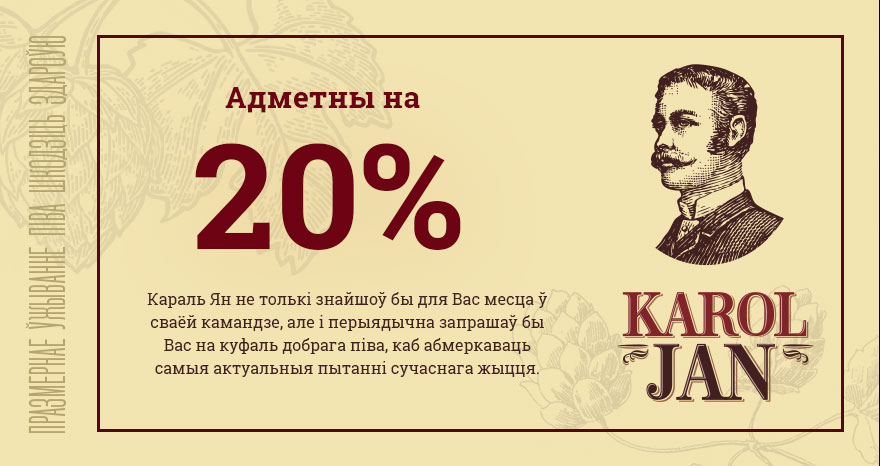 ПРАЗМЕРНАЕ ЎЖЫВАННЕ ПІВА ШКОДЗІЦЬ ЗДАРОЎЮ
Адметны на
20%
Караль Ян не толькі знайшоў бы для Вас месца ў
сваёй камандзе, але і перыядычна запрашаў бы
Вас на куфаль добрага піва, каб абмеркаваць
самыя актуальныя пытанні сучаснага жыцця.
KAROL
JAN